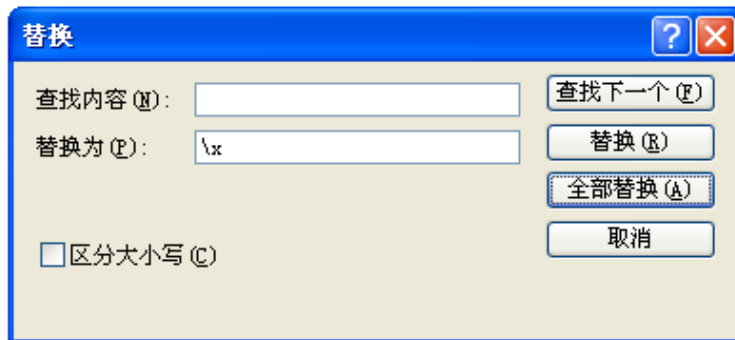 替换
查找内容(N):
查找下一个(F)
替换为(P):
\x
替换(R)
全部替换(A)
区分大小写(C)
取消